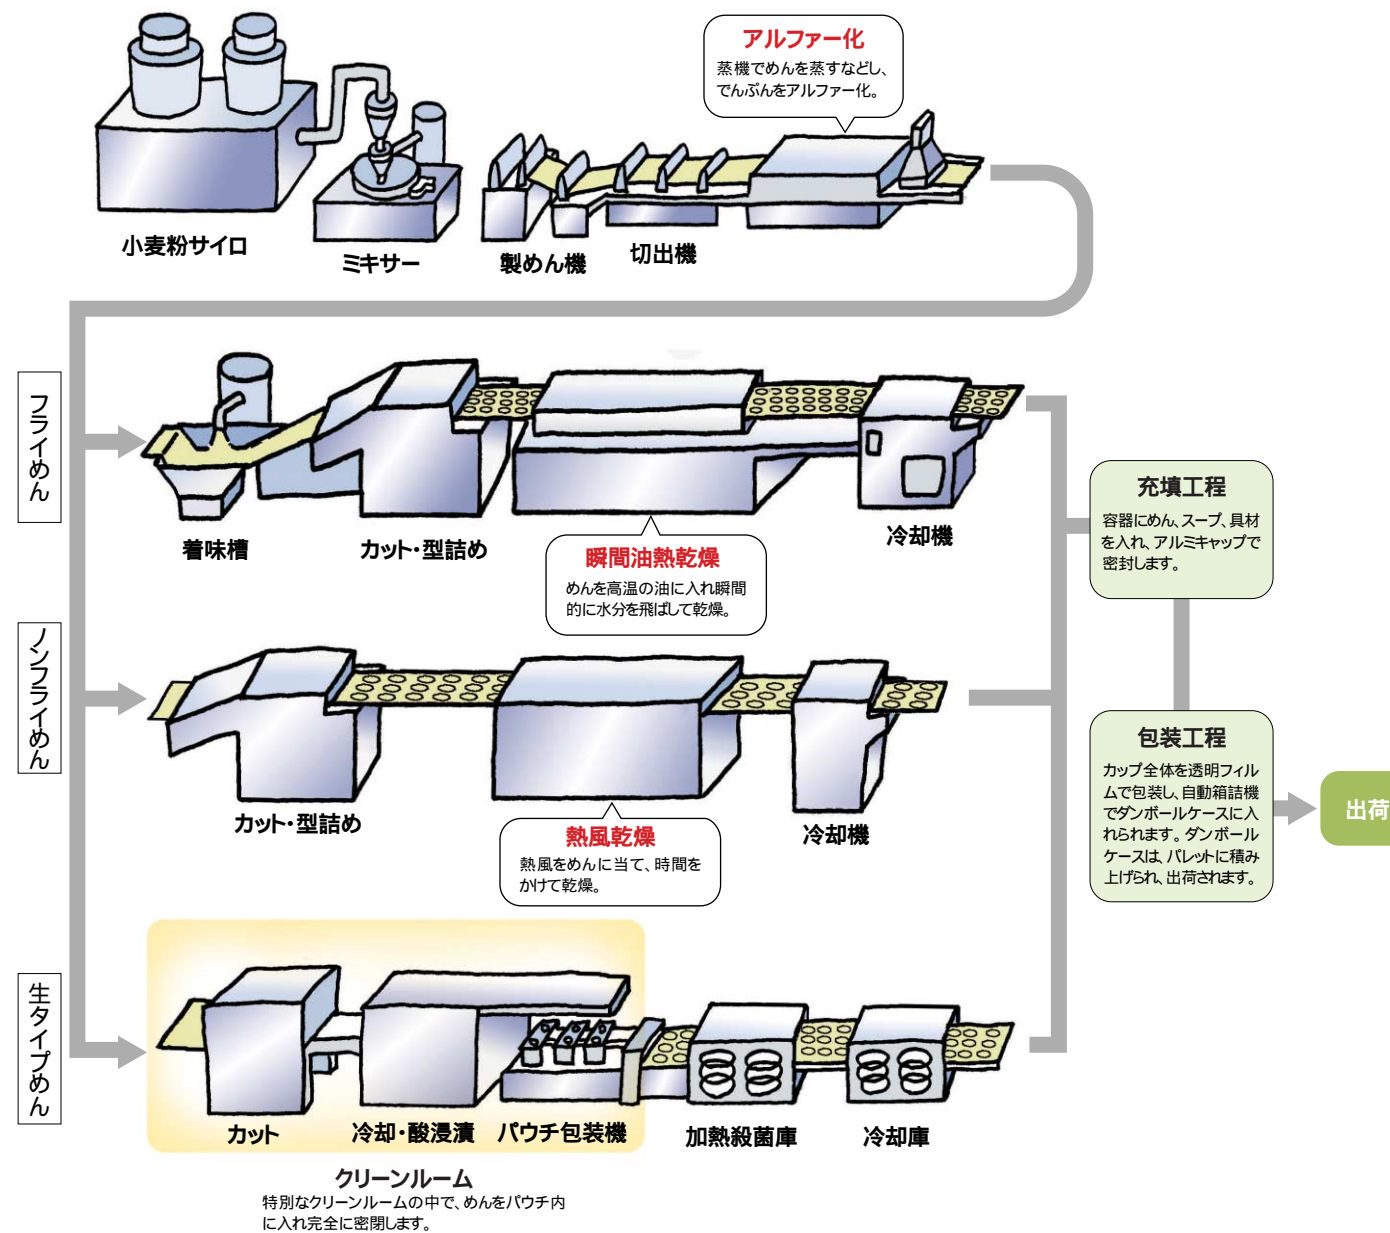 アルファー化
蒸機でめんを蒸すなどし、
でんぷんをアルファー化。
小麦粉サイロ
ミキサー
製めん機
切出機
フライめん
着味槽
カット・型詰め
瞬間油熱乾燥
めんを高温の油に入れ瞬間
的に水分を飛ばして乾燥。
冷却機
ノンフライめん
カット・型詰め
熱風乾燥
熱風をめんに当て、時間を
かけて乾燥。
冷却機
生タイプめん
カット
冷却・酸浸漬
パウチ包装機
加熱殺菌庫
冷却庫
クリーンルーム
特別なクリーンルームの中で、めんをパウチ内
に入れ完全に密閉します。
充填工程
容器にめん、スープ、具材
を入れ、アルミキャップで
密封します。
包装工程
カップ全体を透明フィル
ムで包装し、自動箱詰機
でダンボールケースに入
れられます。ダンボール
ケースは、パレットに積み
上げられ、出荷されます。
出荷